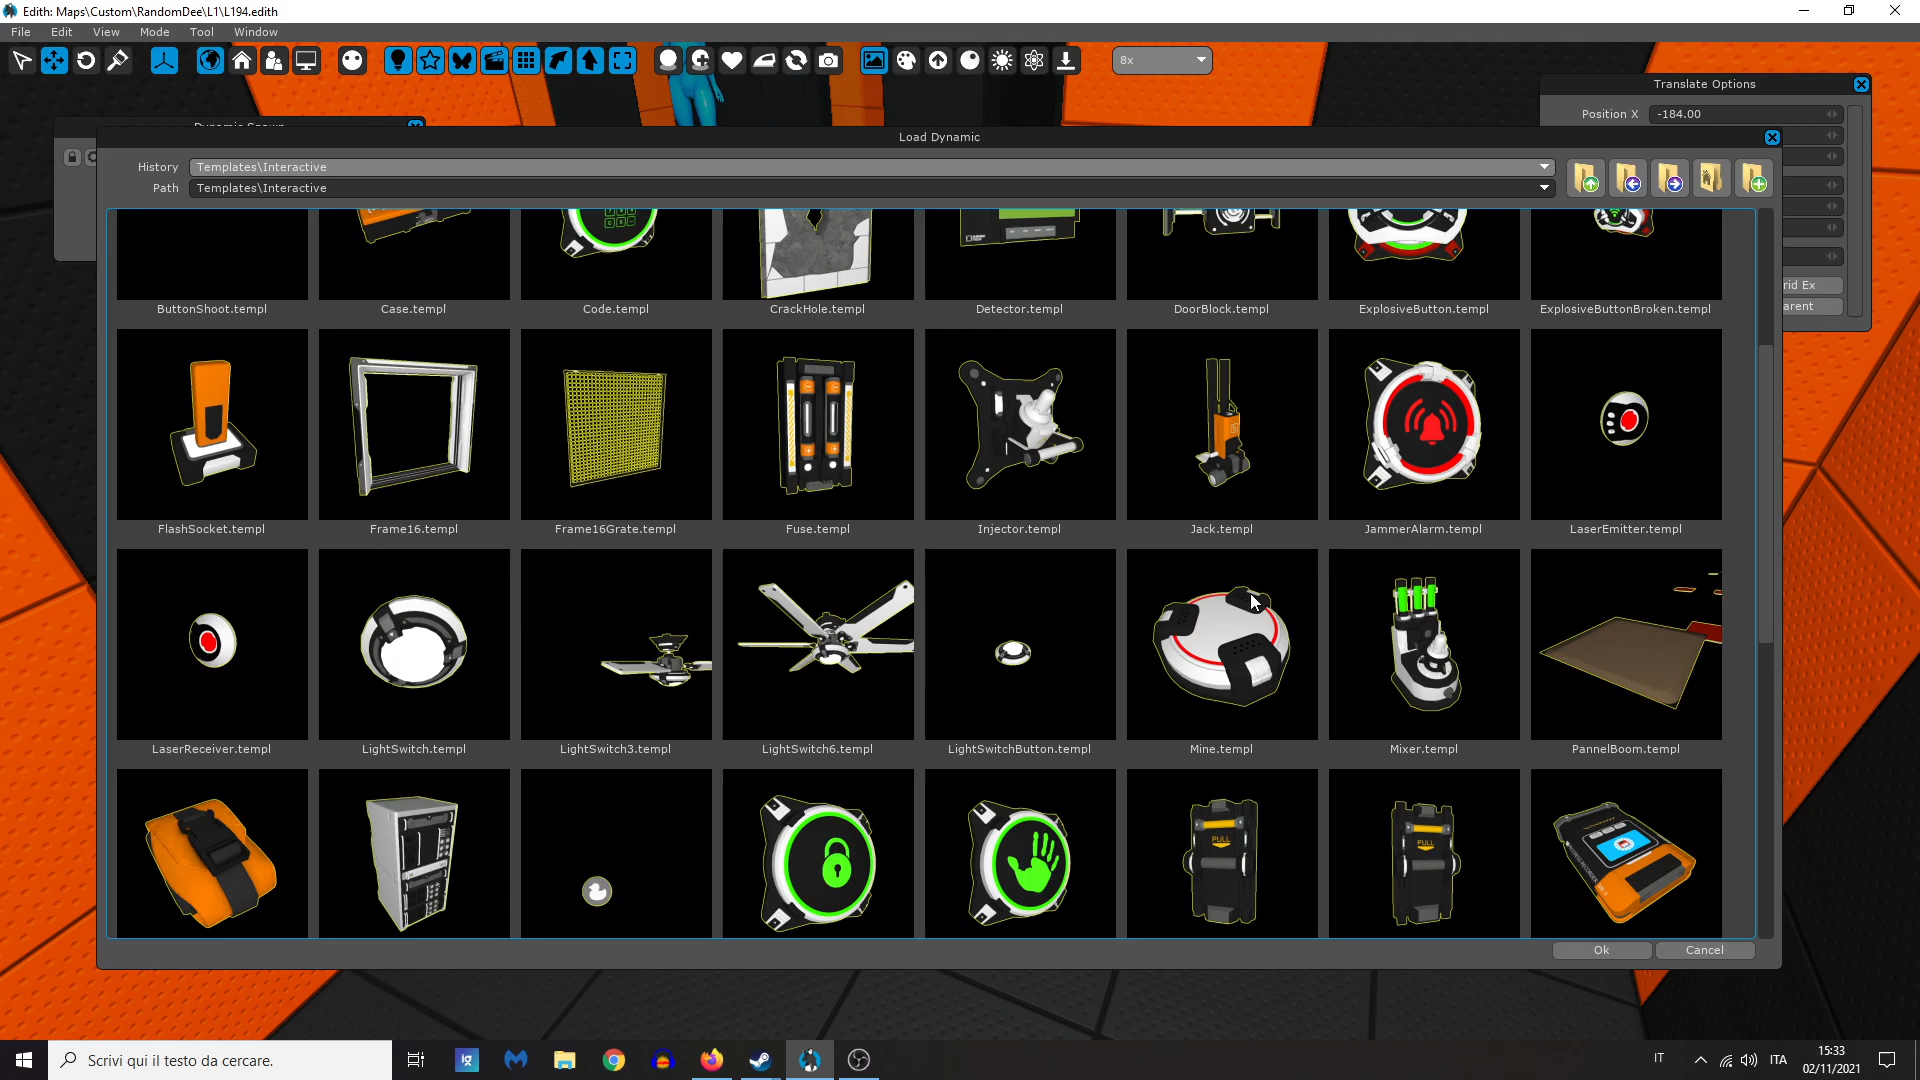 Edith: Maps\Custom\RandomDee\L1\L194.edith
File Edit View Mode Tool Window
8x
Translate Options
Position X -184.00
Load Dynamic
History Templates\Interactive
Path Templates\Interactive
ButtonShoot.templ Case.templ Code.templ CrackHole.templ Detector.templ DoorBlock.templ ExplosiveButton.templ ExplosiveButtonBroken.templ
rid Ex
arent
FlashSocket.templ Frame16.templ Frame16Grate.templ Fuse.templ Injector.templ Jack.templ JammerAlarm.templ LaserEmitter.templ
LaserReceiver.templ LightSwitch.templ LightSwitch3.templ LightSwitch6.templ LightSwitchButton.templ Mine.templ Mixer.templ PannelBoom.templ
PULL PULL
Ok Cancel
Scrivi qui il testo da cercare.
IT
ITA
15:33
02/11/2021